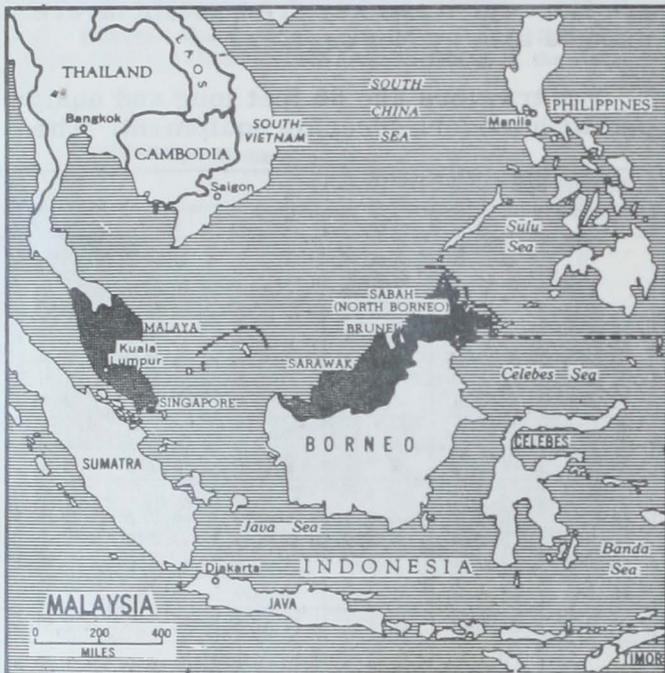 THAILAND
LAOS
Bangkok
CAMBODIA
SOUTH
VIETNAM
Saigon
SOUTH
CHINA
SEA
PHILIPPINES
Manila
Sulu
Sea
SABAH
(NORTH BORNEO)
BRUNEI
MALAYA
Kuala
Lumpur
SARAWAK
SINGAPORE
Celebes Sea
BORNEO
CELEBES
SUMATRA
Java Sea
INDONESIA
Banda
Sea
Djakarta
JAVA
MALAYSIA
0 200 400
MILES
TIMOR